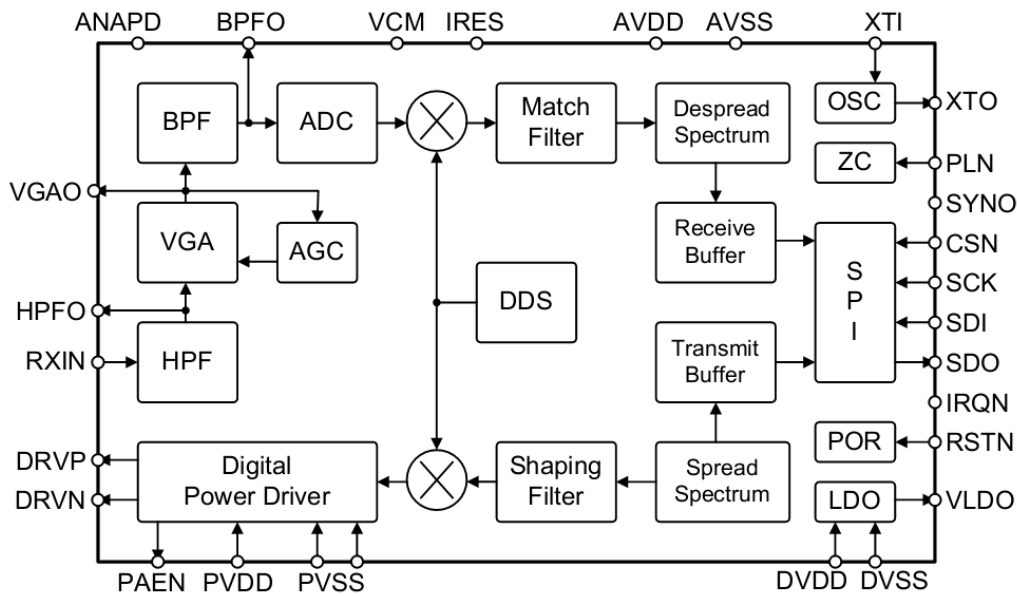 ANAPD BPFO VCM IRES AVDD AVSS XTI
BPF
ADC
Match
Filter
Despread
Spectrum
OSC
XTO
ZC
PLN
VGAO
SYNO
VGA
AGC
Receive
Buffer
S
P
I
CSN
SCK
SDI
SDO
HPFO
DDS
RXIN
HPF
Transmit
Buffer
IRQN
POR
RSTN
DRVP
DRVN
Digital
Power Driver
Shaping
Filter
Spread
Spectrum
LDO
VLDO
PAEN PVDD PVSS DVDD DVSS